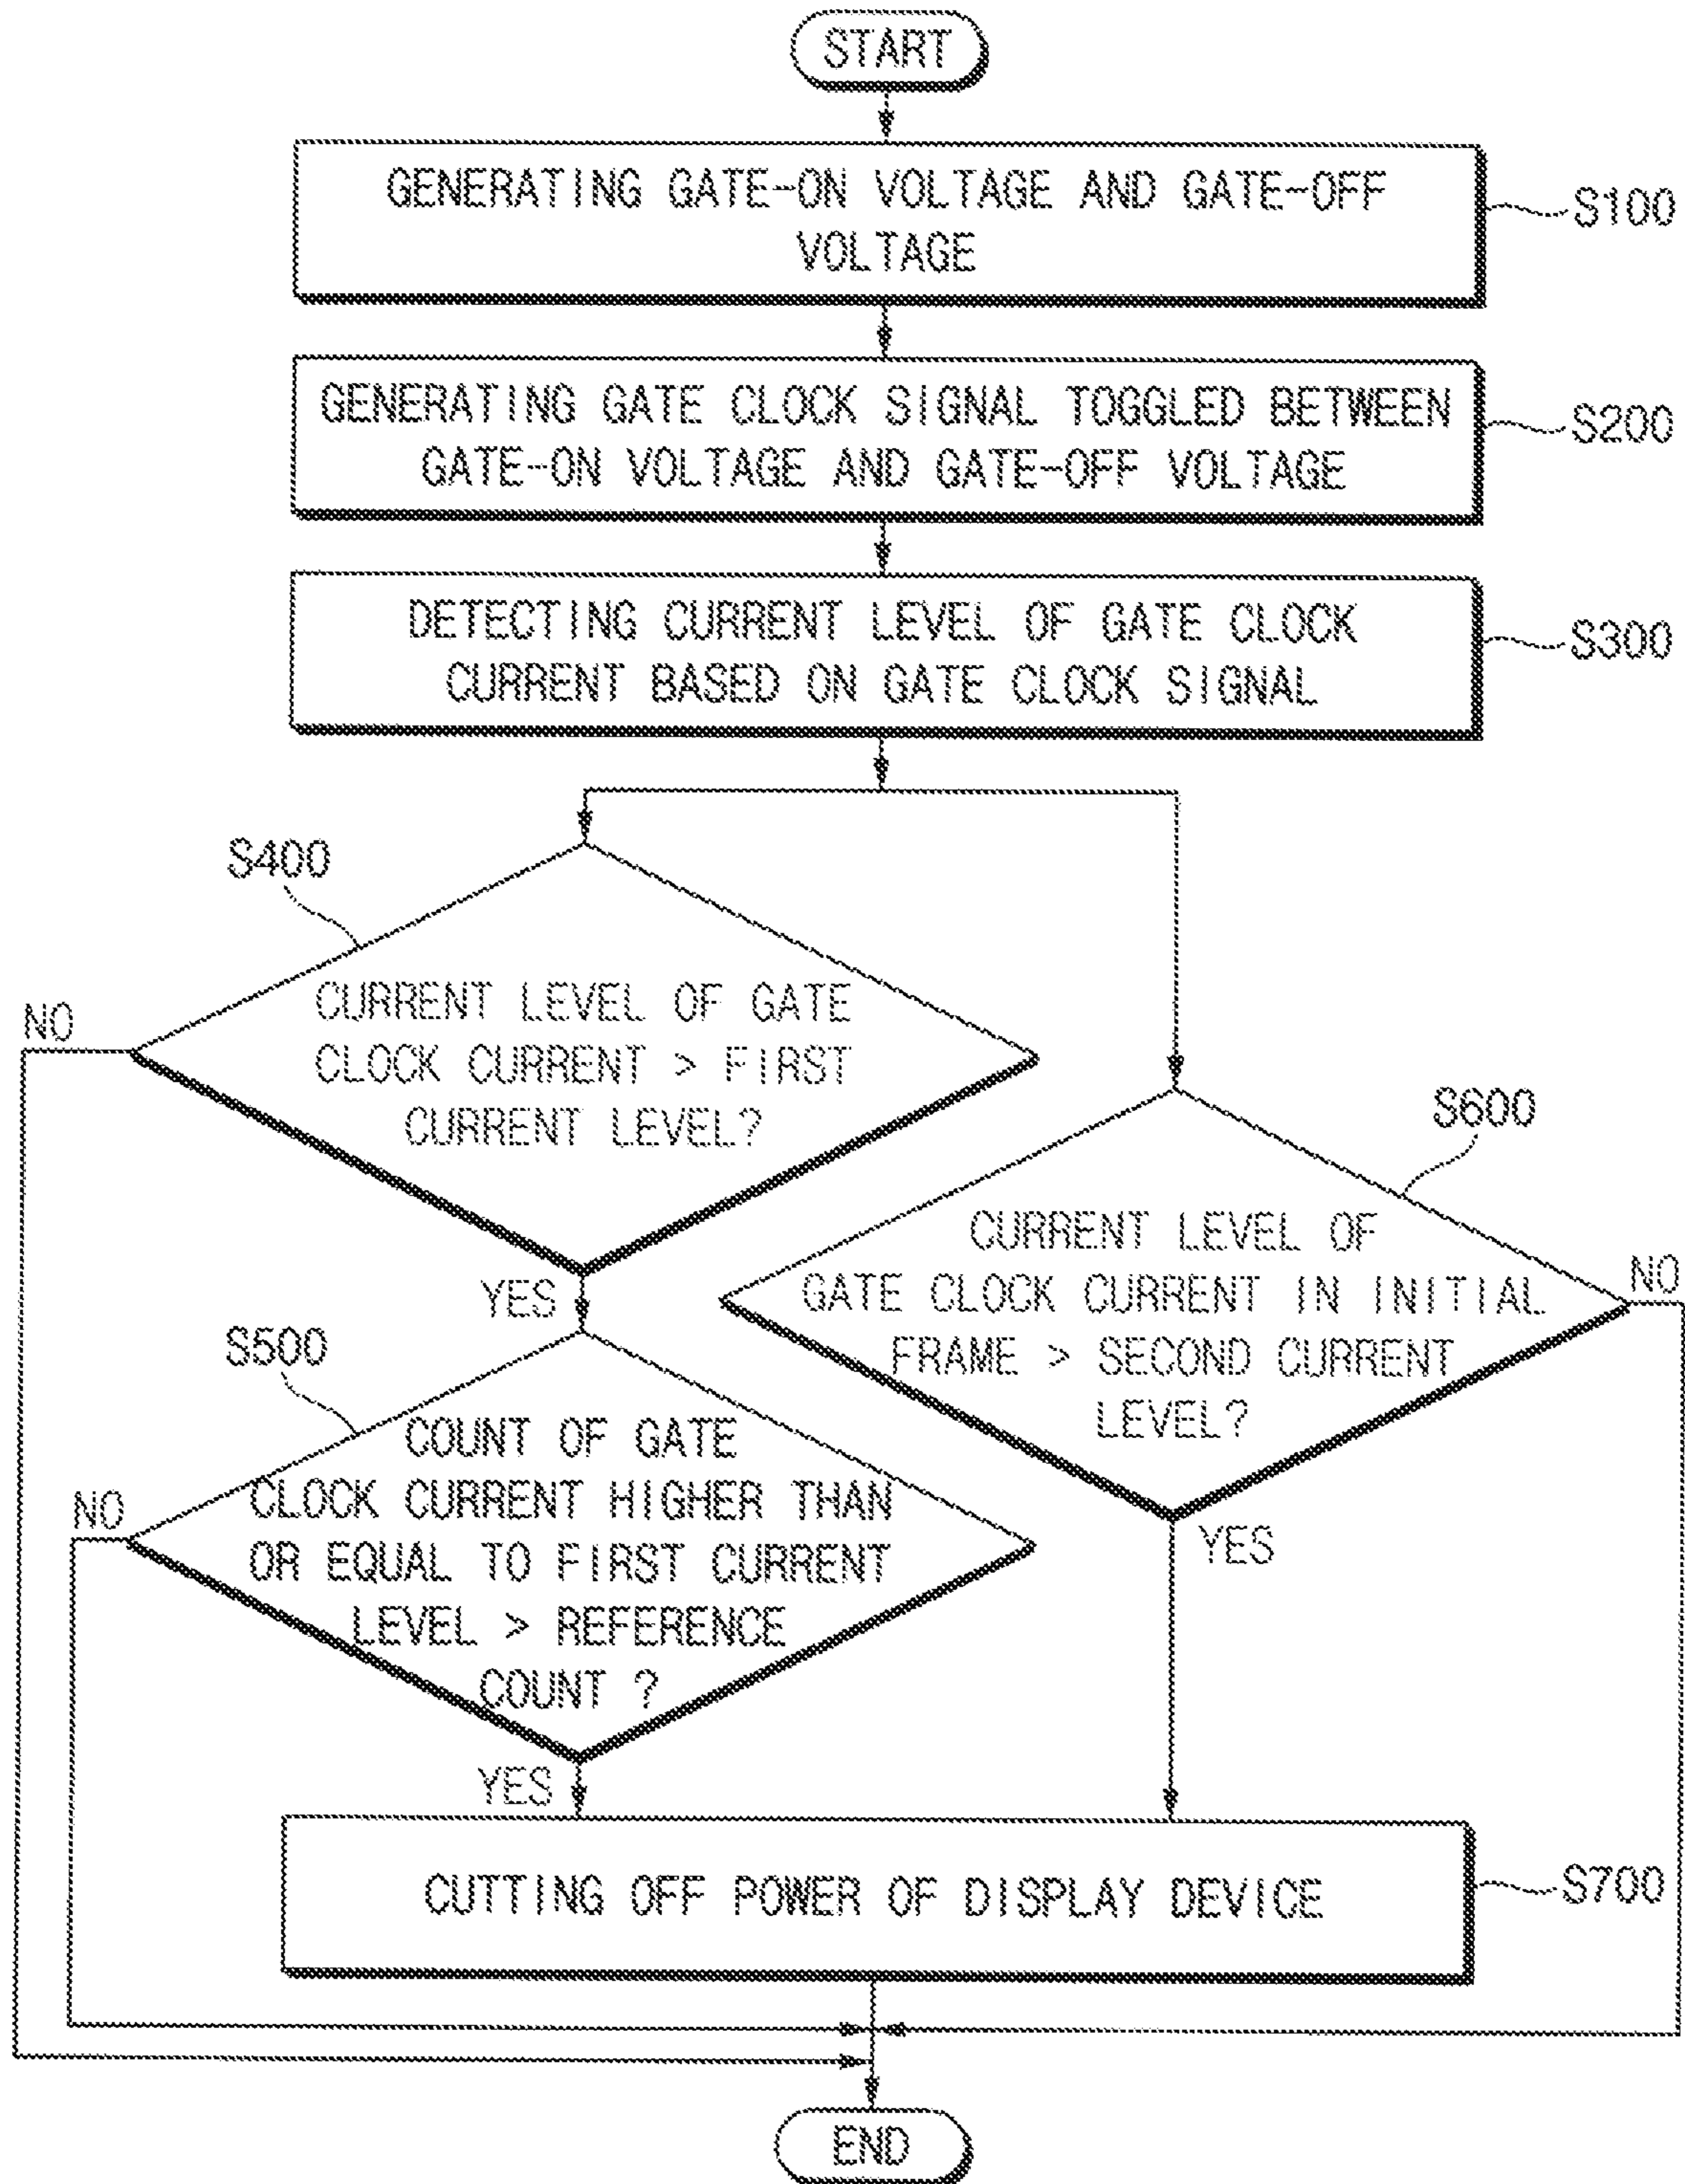 START
GENERATING GATE-ON VOLTAGE AND GATE-OFF
VOLTAGE
S100
GENERATING GATE CLOCK SIGNAL TOGGLED BETWEEN
GATE-ON VOLTAGE AND GATE-OFF VOLTAGE
S200
DETECTING CURRENT LEVEL OF GATE CLOCK
CURRENT BASED ON GATE CLOCK SIGNAL
S300
S400
NO
CURRENT LEVEL OF GATE
CLOCK CURRENT > FIRST
CURRENT LEVEL?
YES
S600
CURRENT LEVEL OF
GATE CLOCK CURRENT IN INITIAL
FRAME > SECOND CURRENT
LEVEL?
NO
YES
S500
NO
COUNT OF GATE
CLOCK CURRENT HIGHER THAN
OR EQUAL TO FIRST CURRENT
LEVEL > REFERENCE
COUNT ?
YES
CUTTING OFF POWER OF DISPLAY DEVICE
S700
END